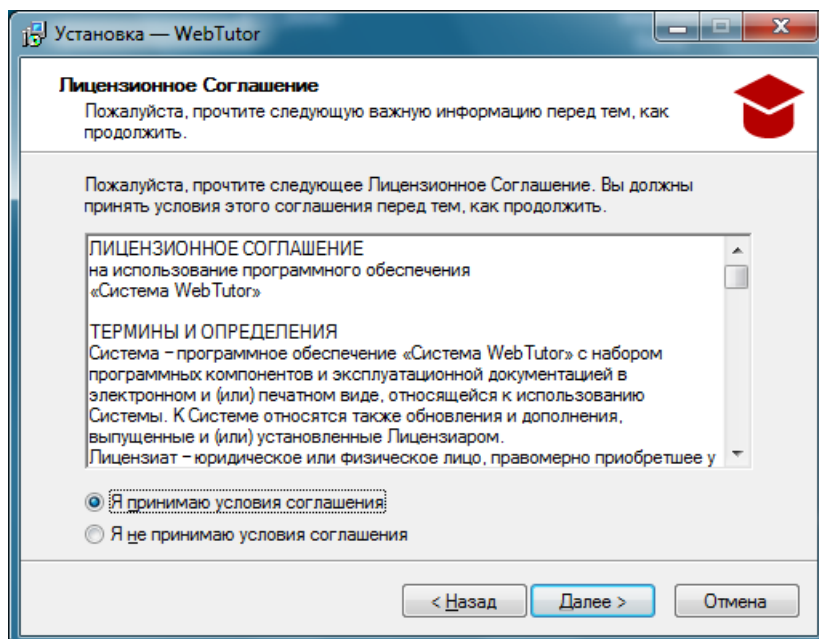 Установка — WebTutor
Лицензионное Соглашение
Пожалуйста, прочтите следующую важную информацию перед тем, как
продолжить.
Пожалуйста, прочтите следующее Лицензионное Соглашение. Вы должны
принять условия этого соглашения перед тем, как продолжить.
ЛИЦЕНЗИОННОЕ СОГЛАШЕНИЕ
на использование программного обеспечения
«Система WebTutor»
ТЕРМИНЫ И ОПРЕДЕЛЕНИЯ
Система – программное обеспечение «Система WebTutor» с набором
программных компонентов и эксплуатационной документацией в
электронном и (или) печатном виде, относящейся к использованию
Системы. К Системе относятся также обновления и дополнения,
выпущенные и (или) установленные Лицензиаром.
Лицензиат – юридическое или физическое лицо, правомерно приобретшее у
Я принимаю условия соглашения
Я не принимаю условия соглашения
< Назад Далее > Отмена